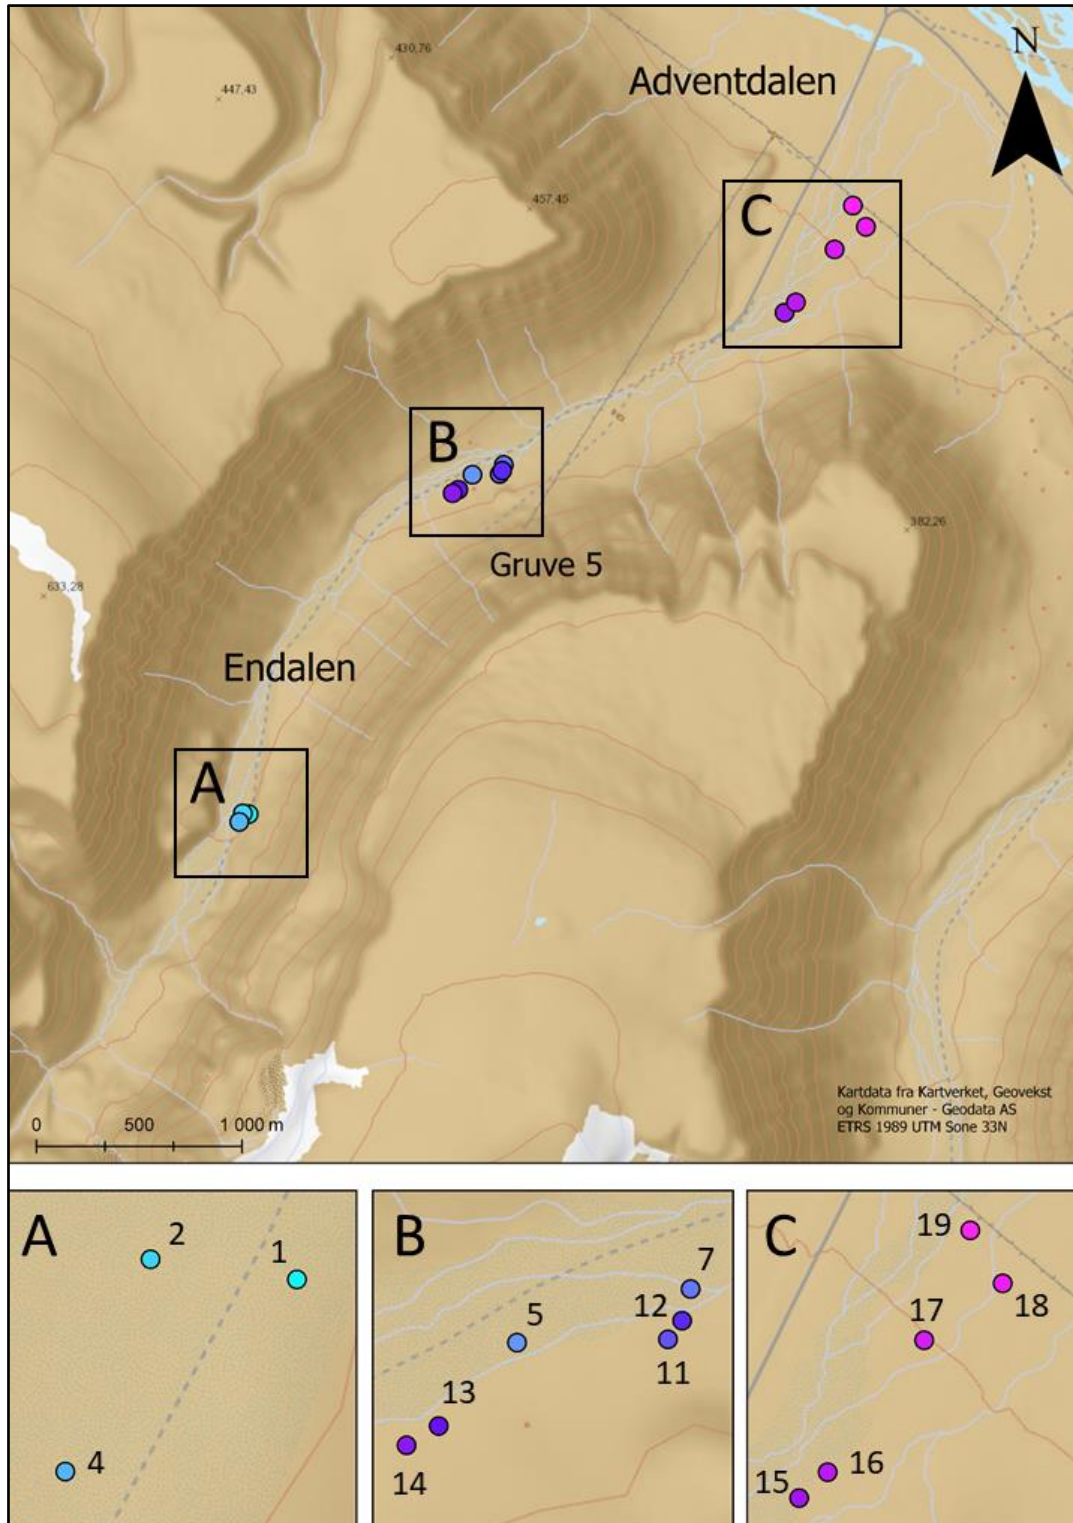 430,76
N
447,43
Adventdalen
457,45
C
B
382,26
Gruve 5
633,28
Endalen
A
Kartdata fra Kartverket, Geovekst
og Kommuner - Geodata AS
ETRS 1989 UTM Sone 33N
0 500 1 000 m
A
2
1
4
B
7
12
5
11
13
14
C
19
18
17
16
15